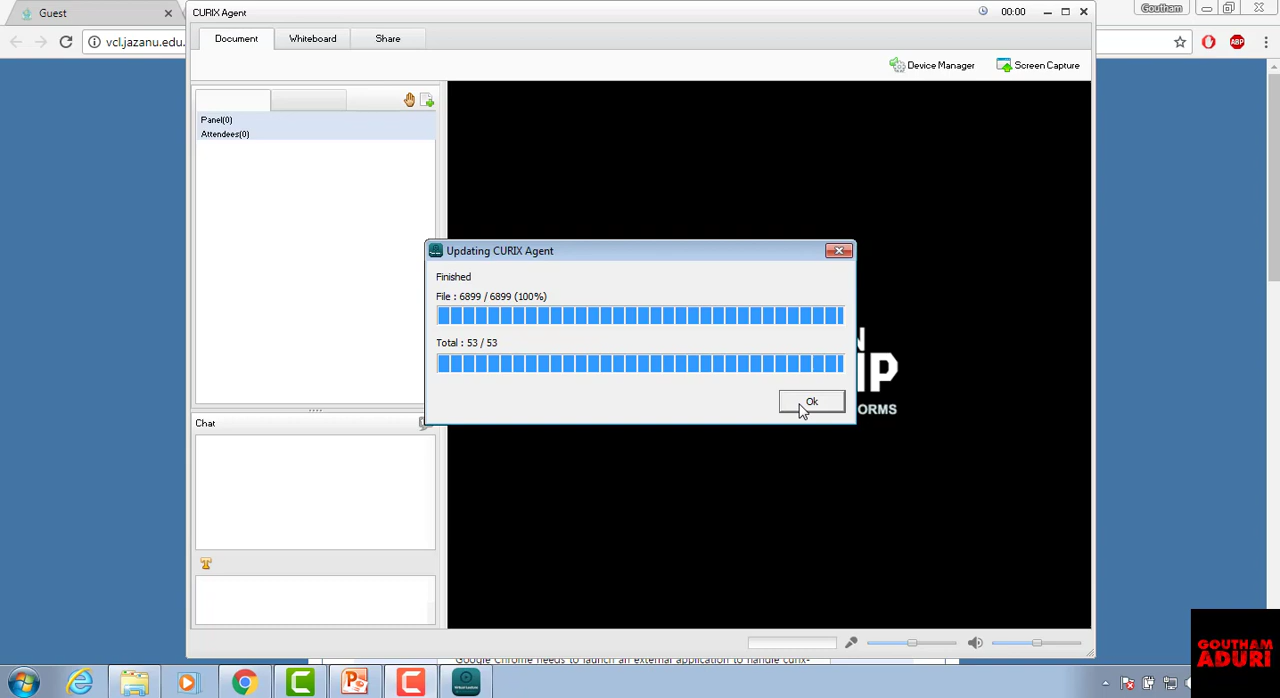 Guest
CURIX Agent
00:00
Goutham
vcl.jazanu.edu.
ABP
Document
Whiteboard
Share
Device Manager
Screen Capture
Panel(0)
Attendees(0)
Updating CURIX Agent
Finished
File : 6899 / 6899 (100%)
Total : 53 / 53
Ok
N
IP
ORMS
Chat
T
Google Chrome needs to launch an external application to handle curix-
GOUTHAM
ADURI